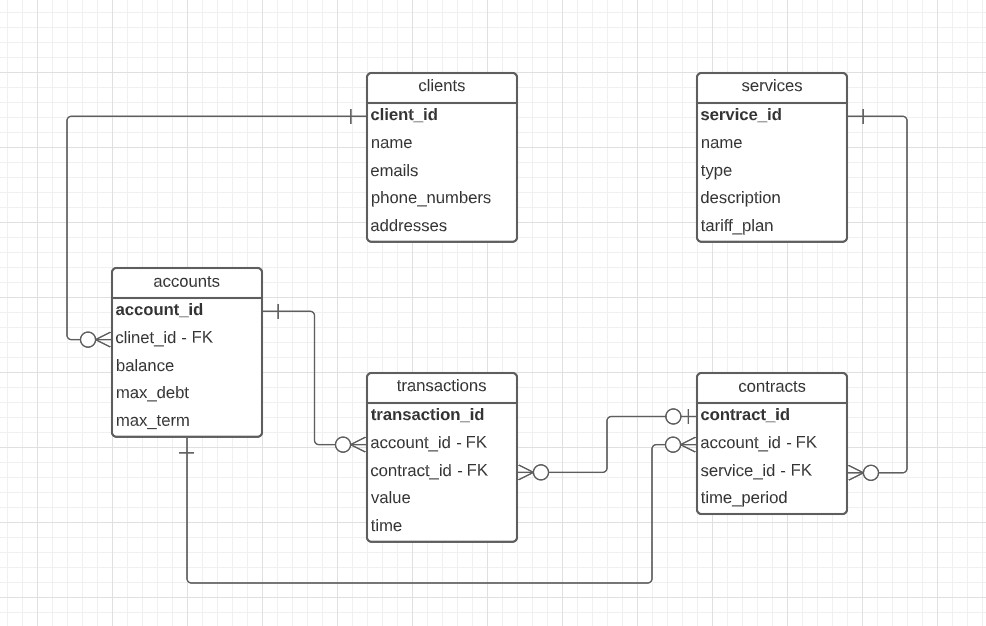 clients
client_id
name
emails
phone_numbers
addresses
services
service_id
name
type
description
tariff_plan
accounts
account_id
clinet_id - FK
balance
max_debt
max_term
transactions
transaction_id
account_id - FK
contract_id - FK
value
time
contracts
contract_id
account_id - FK
service_id - FK
time_period